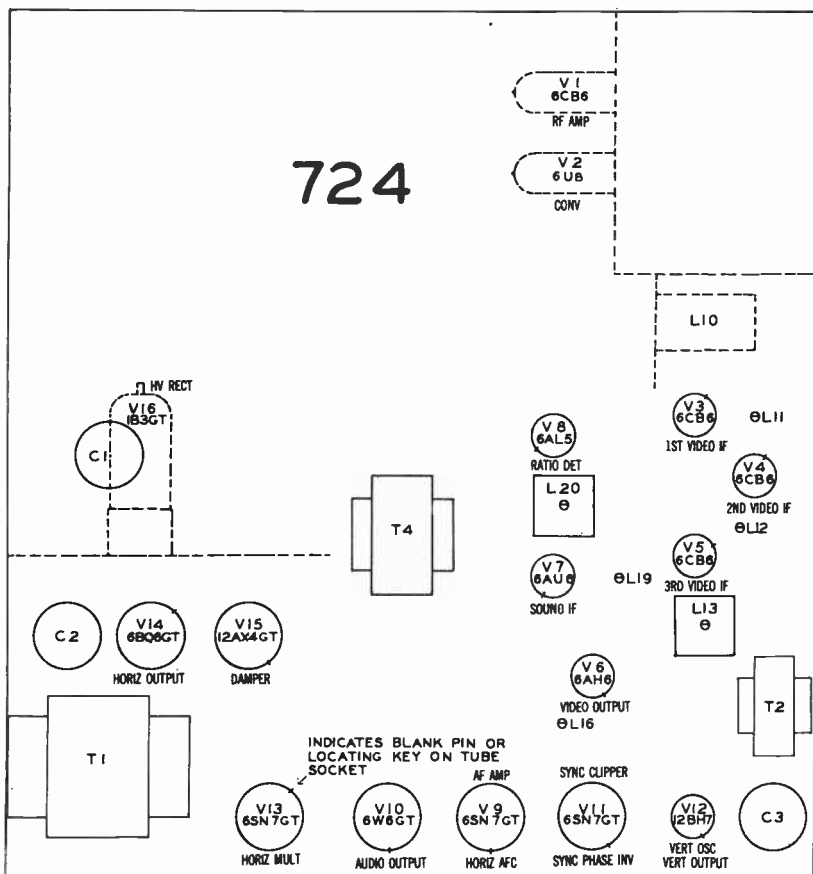 V1
6CB6
RF AMP
724
V2
6U8
CONV
L10
HV RECT
V16
1B3GT
C1
V3
6CB6
1ST VIDEO IF
L11
V8
6AL5
RATIO DET
V4
6CB6
2ND VIDEO IF
L20
L12
T4
V5
6CB6
3RD VIDEO IF
V7
6AU6
SOUND IF
L19
L13
C2
V14
6BQ6GT
HORIZ OUTPUT
V15
12AX4GT
DAMPER
V6
6AH6
VIDEO OUTPUT
L16
T2
T1
INDICATES BLANK PIN OR
LOCATING KEY ON TUBE
SOCKET
V13
6SN7GT
HORIZ MULT
V10
6W6GT
AUDIO OUTPUT
AF AMP
V9
6SN7GT
HORIZ AFC
SYNC CLIPPER
V11
6SN7GT
SYNC PHASE INV
V12
12BH7
VERT OSC
VERT OUTPUT
C3